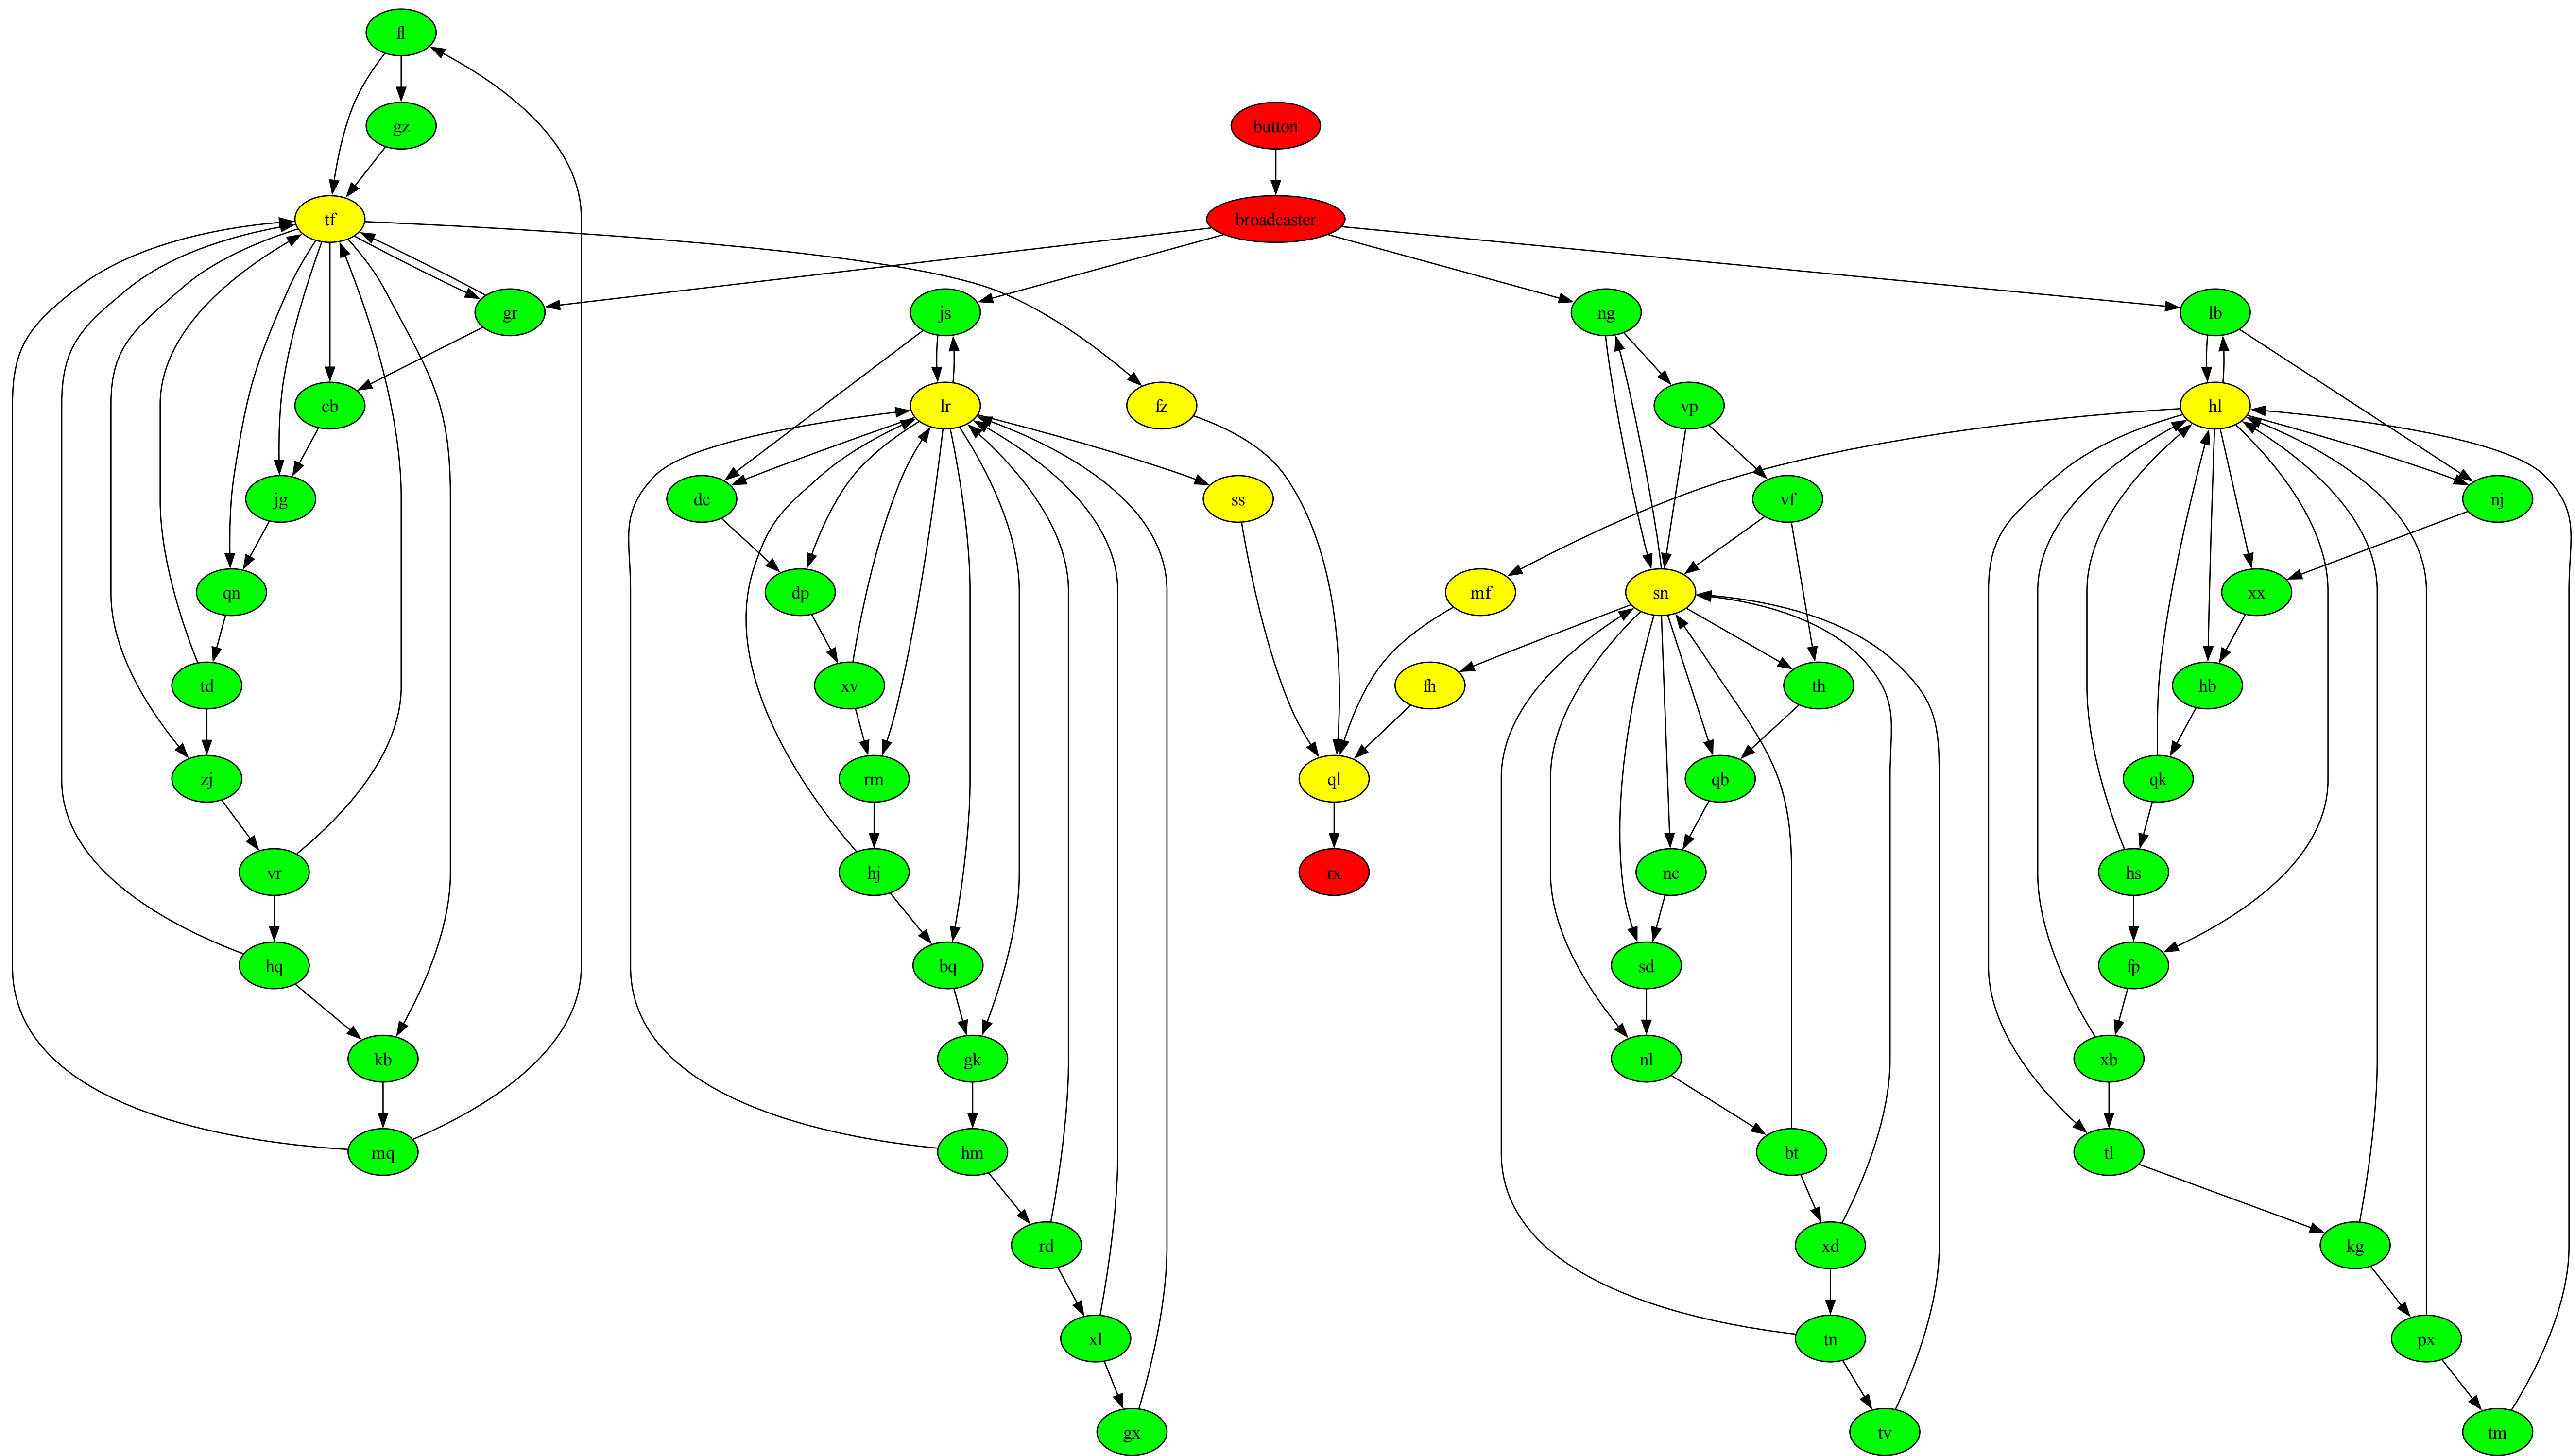 fl
gz
button
tf
broadcaster
gr
js
ng
lb
cb
lr
fz
vp
hl
jg
dc
ss
vf
nj
qn
dp
mf
sn
xx
td
xv
fh
th
hb
zj
rm
ql
qb
qk
vr
hj
rx
nc
hs
hq
bq
sd
fp
kb
gk
nl
xb
mq
hm
bt
tl
rd
xd
kg
xl
tn
px
gx
tv
tm